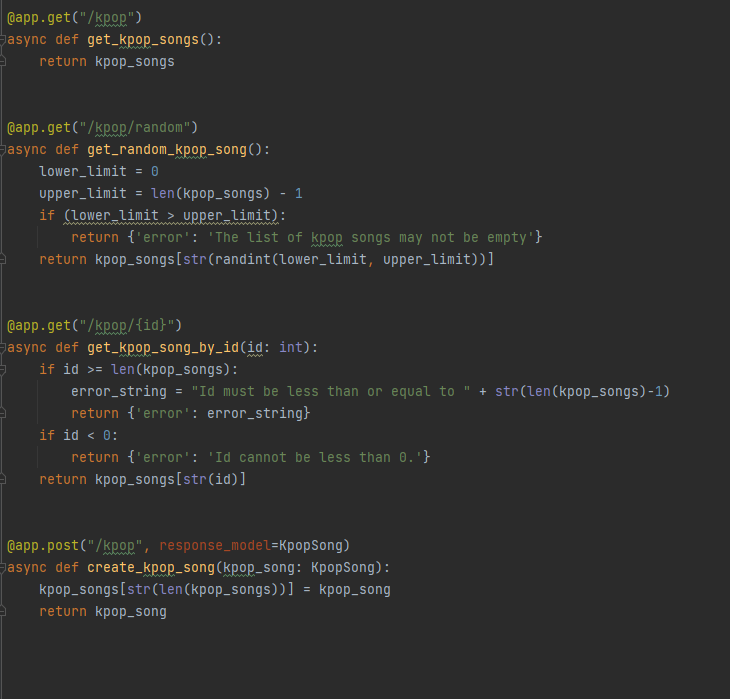 @app.get("/kpop")
async def get_kpop_songs():
    return kpop_songs
@app.get("/kpop/random")
async def get_random_kpop_song():
    lower_limit = 0
    upper_limit = len(kpop_songs) - 1
    if (lower_limit > upper_limit):
        return {'error': 'The list of kpop songs may not be empty'}
    return kpop_songs[str(randint(lower_limit, upper_limit))]
@app.get("/kpop/{id}")
async def get_kpop_song_by_id(id: int):
    if id >= len(kpop_songs):
        error_string = "Id must be less than or equal to " + str(len(kpop_songs)-1)
        return {'error': error_string}
    if id < 0:
        return {'error': 'Id cannot be less than 0.'}
    return kpop_songs[str(id)]
@app.post("/kpop", response_model=KpopSong)
async def create_kpop_song(kpop_song: KpopSong):
    kpop_songs[str(len(kpop_songs))] = kpop_song
    return kpop_song